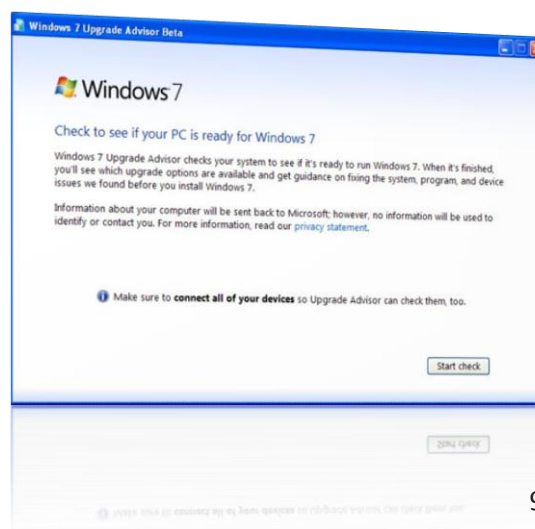 Windows 7 Upgrade Advisor Beta
Windows 7
Check to see if your PC is ready for Windows 7
Windows 7 Upgrade Advisor checks your system to see if it's ready to run Windows 7. When it's finished,
you'll see which upgrade options are available and get guidance on fixing the system, program, and device
issues we found before you install Windows 7.
Information about your computer will be sent back to Microsoft; however, no information will be used to
identify or contact you. For more information, read our privacy statement.
Make sure to connect all of your devices so Upgrade Advisor can check them, too.
Start check